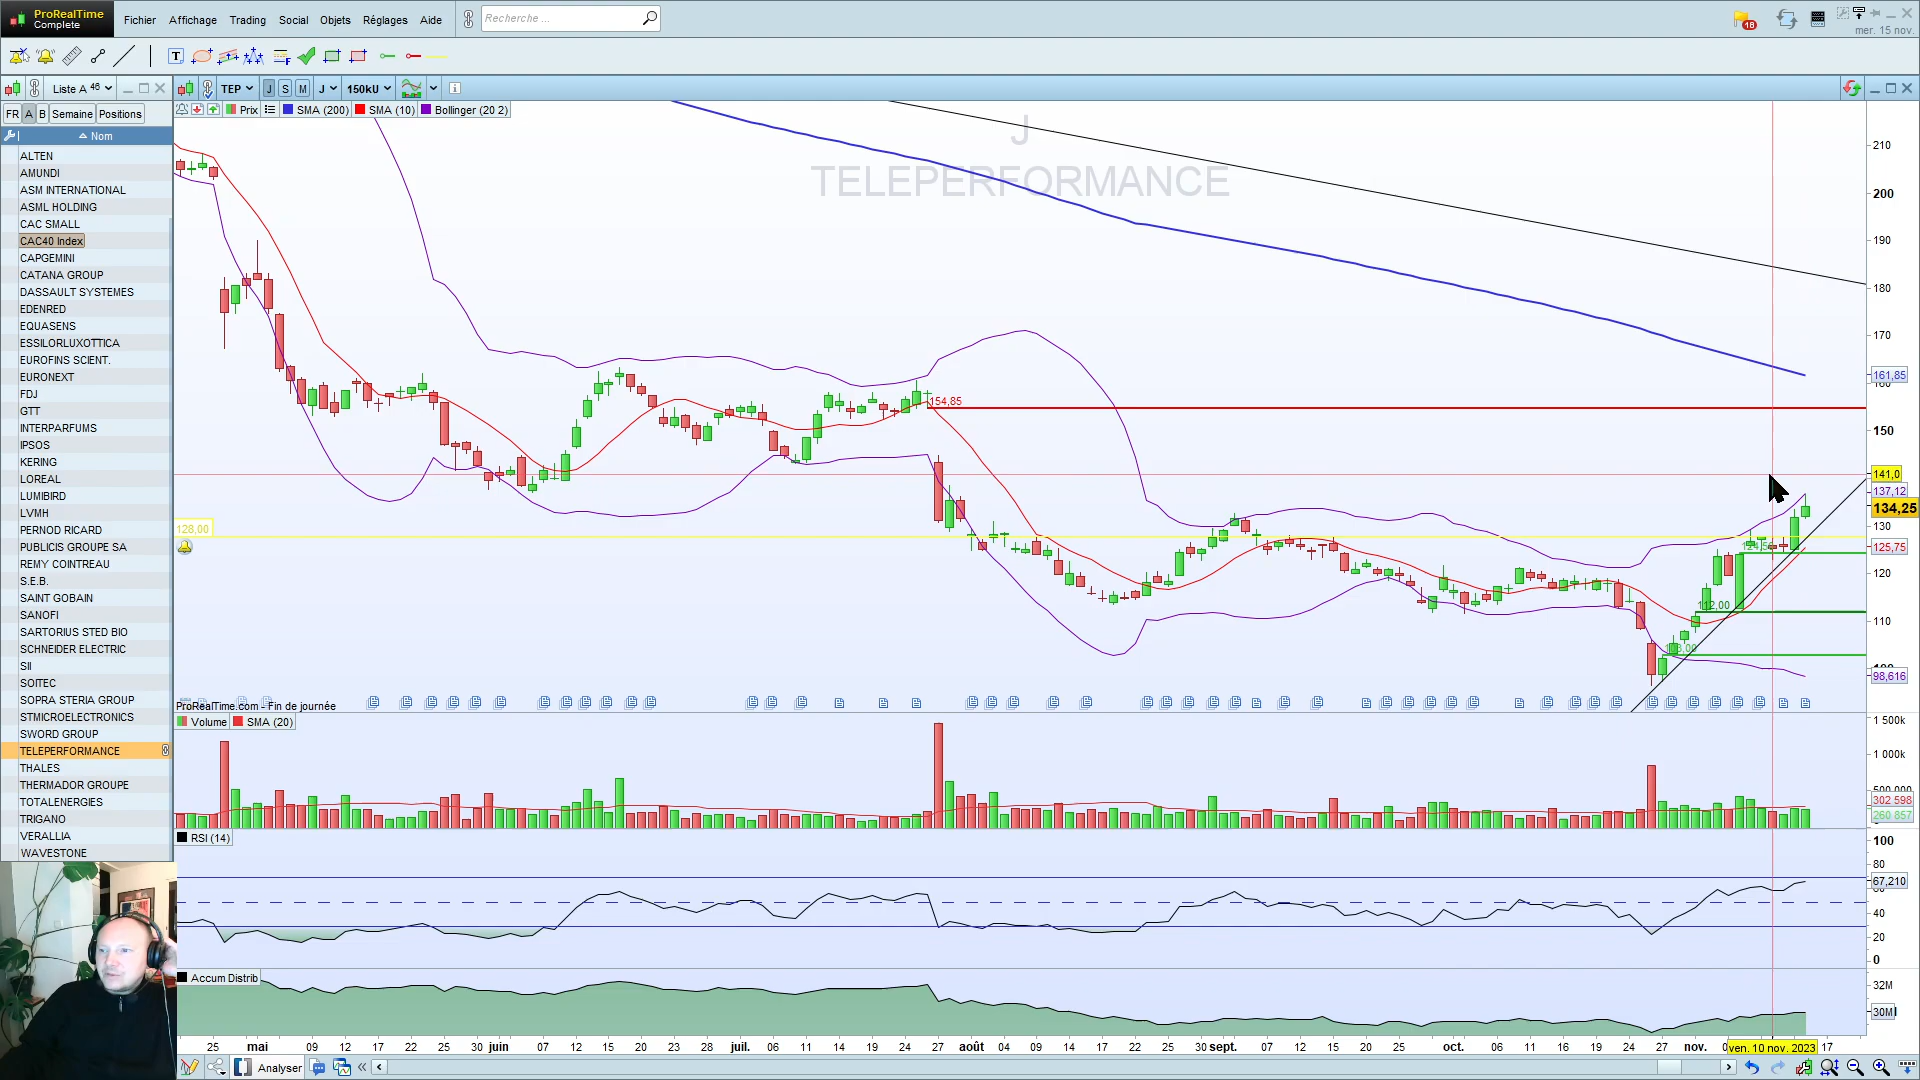 ProRealTime
Complete
Fichier Affichage Trading Social Objets Réglages Aide
Recherche ...
18
mer. 15 nov.
T
Liste A 46
TEP J S M J 150kU
FR A B Semaine Positions
Nom
Prix SMA (200) SMA (10) Bollinger (20 2)
J
TELEPERFORMANCE
ALTEN
AMUNDI
ASM INTERNATIONAL
ASML HOLDING
CAC SMALL
CAC40 Index
CAPGEMINI
CATANA GROUP
DASSAULT SYSTEMES
EDENRED
EQUASENS
ESSILORLUXOTTICA
EUROFINS SCIENT.
EURONEXT
FDJ
GTT
INTERPARFUMS
IPSOS
KERING
LOREAL
LUMIBIRD
LVMH
PERNOD RICARD
PUBLICIS GROUPE SA
REMY COINTREAU
S.E.B.
SAINT GOBAIN
SANOFI
SARTORIUS STED BIO
SCHNEIDER ELECTRIC
SII
SOITEC
SOPRA STERIA GROUP
STMICROELECTRONICS
SWORD GROUP
TELEPERFORMANCE
THALES
THERMADOR GROUPE
TOTALENERGIES
TRIGANO
VERALLIA
WAVESTONE
210
200
190
180
170
161,85
160
154,85
150
141,0
137,12
134,25
130
128,00
125,75
120
112,00
110
103,00
98,616
ProRealTime.com - Fin de journée
Volume SMA (20)
1 500k
1 000k
500 000
302 598
260 857
RSI (14)
100
80
67,210
40
20
0
Accum Distrib
32M
30M
25 mai 09 12 17 22 25 30 juin 07 12 15 20 23 28 juil. 06 11 14 19 24 27 août 04 09 14 17 22 25 30 sept. 07 12 15 20 25 oct. 06 11 16 19 24 27 nov. ven. 10 nov. 2023 17
Analyser